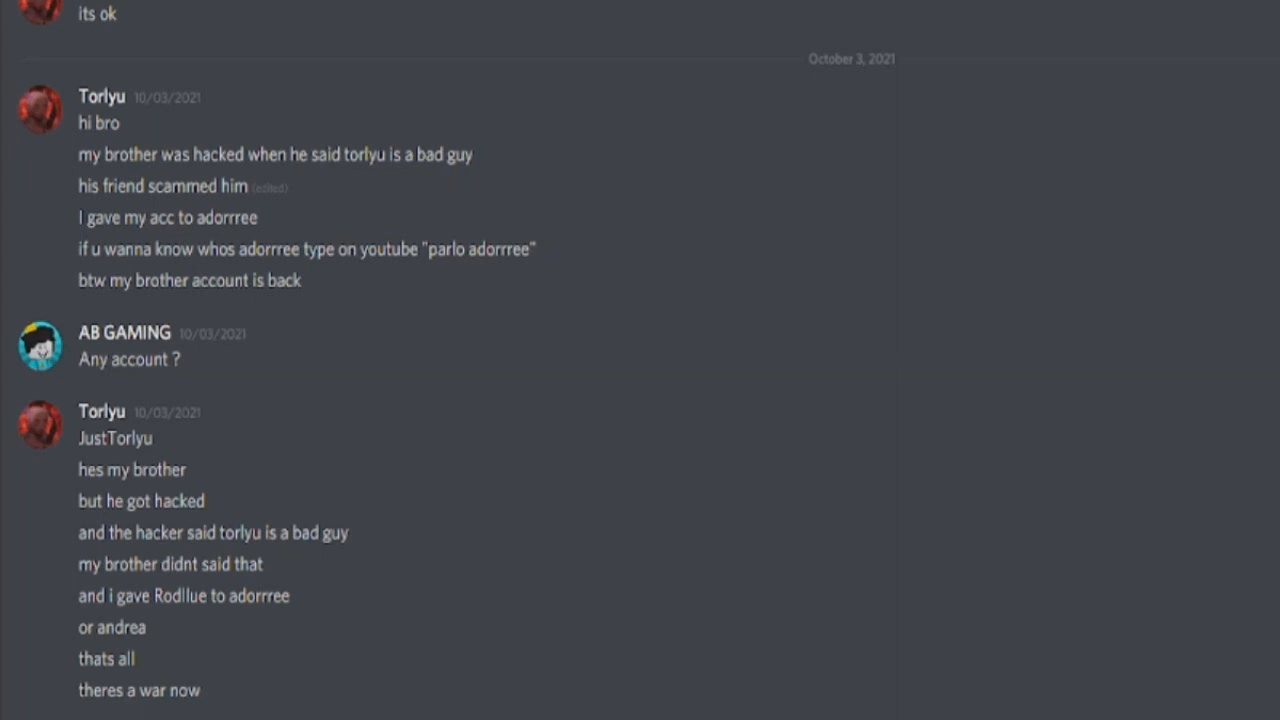 its ok
October 3, 2021
Torlyu 10/03/2021
hi bro
my brother was hacked when he said torlyu is a bad guy
his friend scammed him (edited)
I gave my acc to adorrree
if u wanna know whos adorrree type on youtube "parlo adorrree"
btw my brother account is back
AB GAMING 10/03/2021
Any account ?
Torlyu 10/03/2021
JustTorlyu
hes my brother
but he got hacked
and the hacker said torlyu is a bad guy
my brother didnt said that
and i gave Rodllue to adorrree
or andrea
thats all
theres a war now